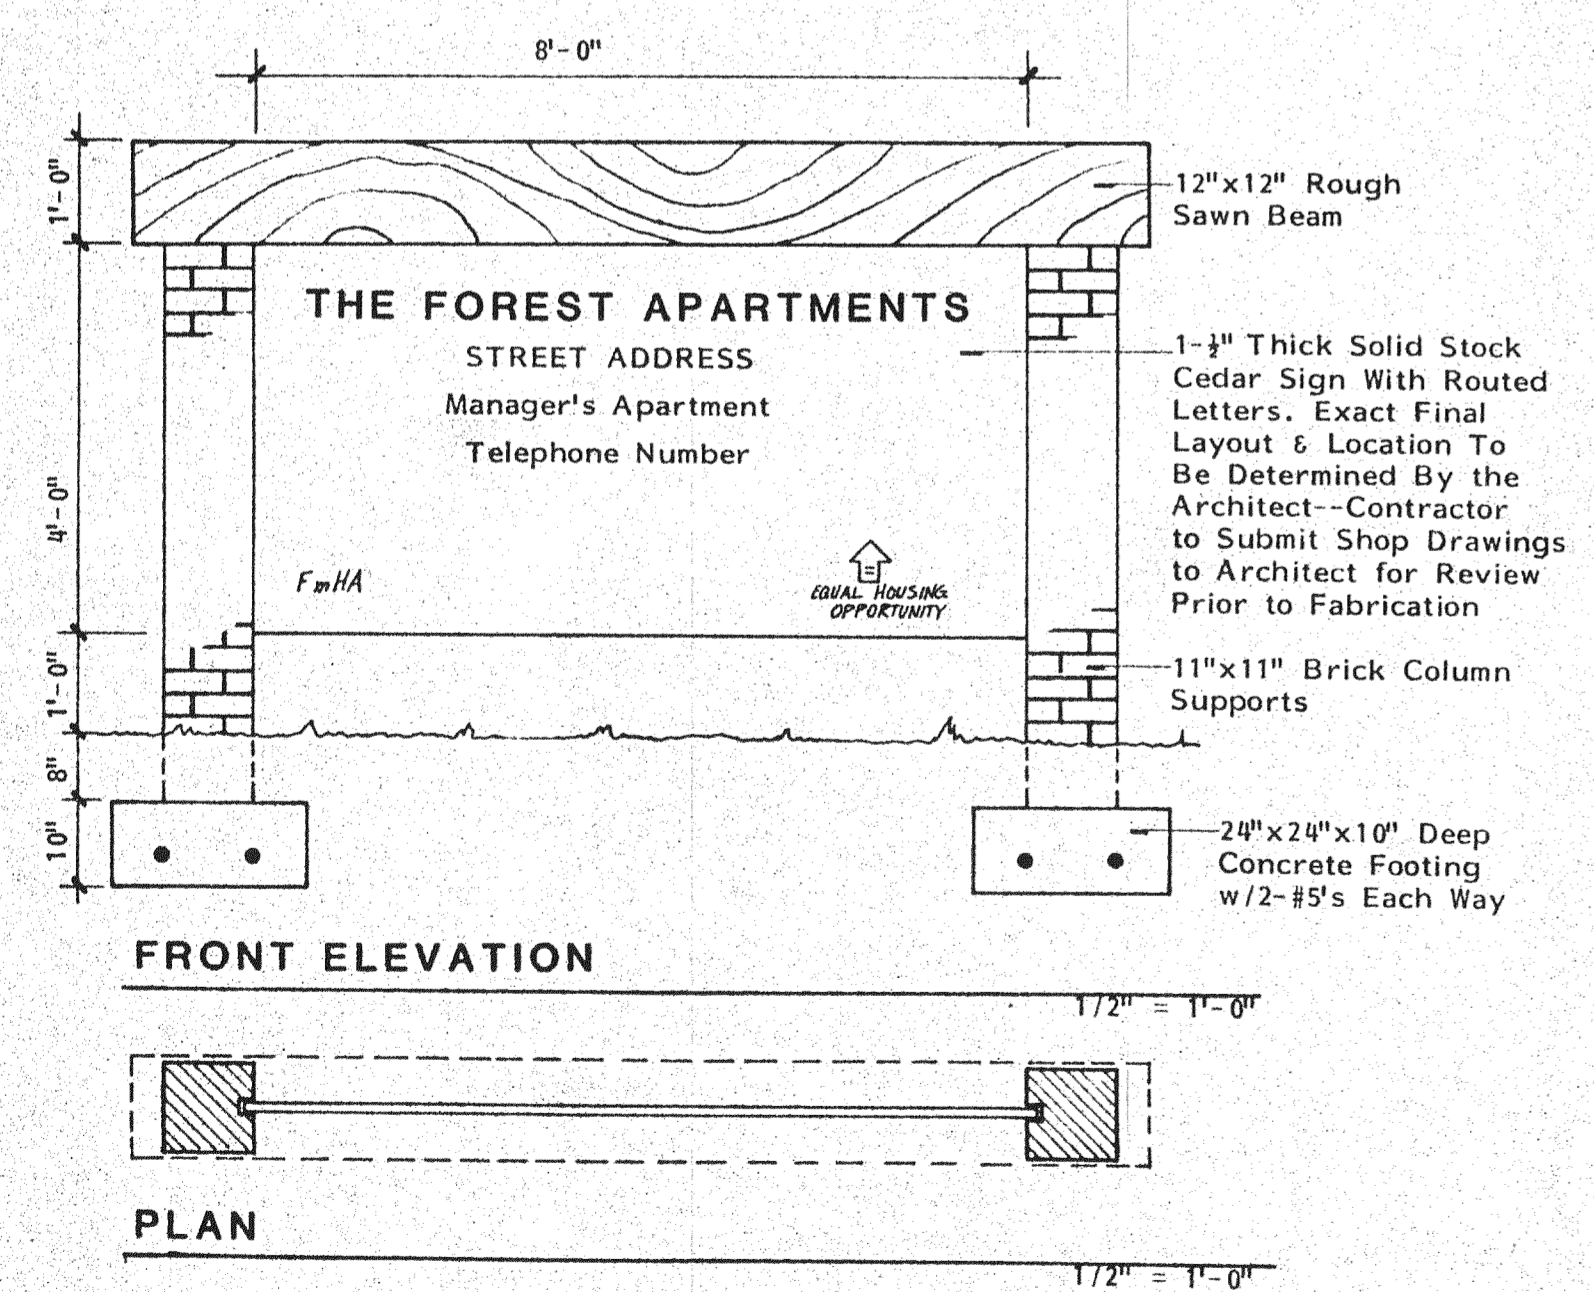 8'-0"
1'-0"
12"x12" Rough
Sawn Beam
THE FOREST APARTMENTS
STREET ADDRESS
Manager's Apartment
Telephone Number
1-½" Thick Solid Stock
Cedar Sign With Routed
Letters. Exact Final
Layout & Location To
Be Determined By the
Architect--Contractor
to Submit Shop Drawings
to Architect for Review
Prior to Fabrication
4'-0"
FmHA
EQUAL HOUSING
OPPORTUNITY
1'-0"
11"x11" Brick Column
Supports
8"
10"
24"x24"x10" Deep
Concrete Footing
w/2-#5's Each Way
FRONT ELEVATION
1/2" = 1'-0"
PLAN
1/2" = 1'-0"